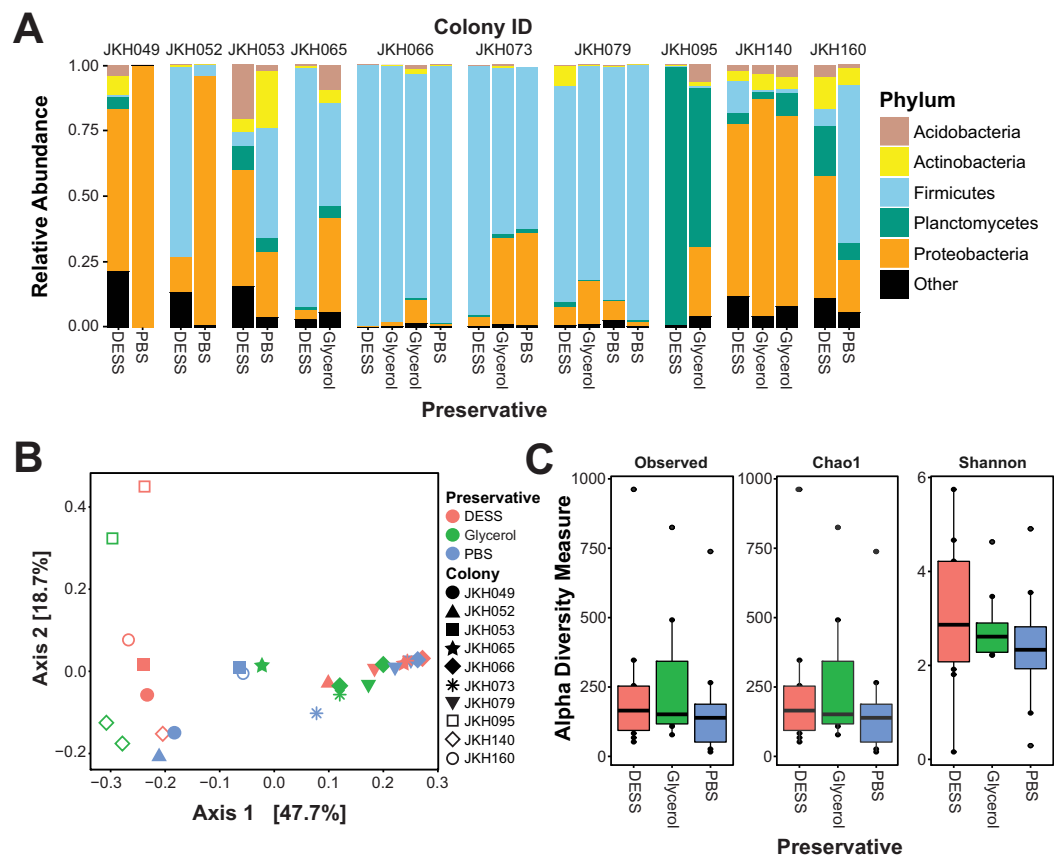 A
Colony ID
JKH049 JKH052 JKH053 JKH065 JKH066 JKH073 JKH079 JKH095 JKH140 JKH160
Relative Abundance
1.00
0.75
0.50
0.25
0.00
DESS PBS DESS PBS DESS PBS DESS Glycerol DESS Glycerol Glycerol PBS DESS Glycerol PBS DESS Glycerol PBS PBS DESS Glycerol DESS Glycerol Glycerol DESS PBS
Preservative
Phylum
Acidobacteria
Actinobacteria
Firmicutes
Planctomycetes
Proteobacteria
Other
B
Axis 2 [18.7%]
0.4
0.2
0.0
−0.2
−0.3 −0.2 −0.1 0.0 0.1 0.2 0.3
Axis 1 [47.7%]
Preservative
DESS
Glycerol
PBS
Colony
JKH049
JKH052
JKH053
JKH065
JKH066
JKH073
JKH079
JKH095
JKH140
JKH160
C
Alpha Diversity Measure
Observed
1000
750
500
250
0
DESS Glycerol PBS
Chao1
1000
750
500
250
0
DESS Glycerol PBS
Shannon
6
4
2
0
DESS Glycerol PBS
Preservative